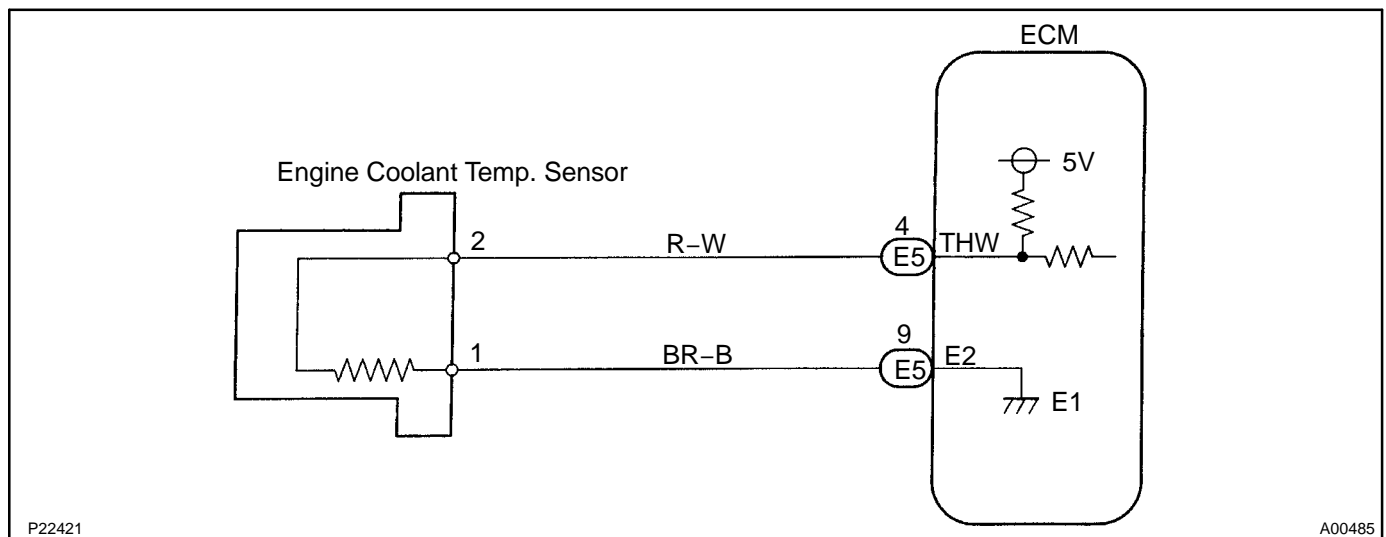 ECM
5V
Engine Coolant Temp. Sensor
2
R–W
4
E5
THW
1
BR–B
9
E5
E2
E1
P22421
A00485